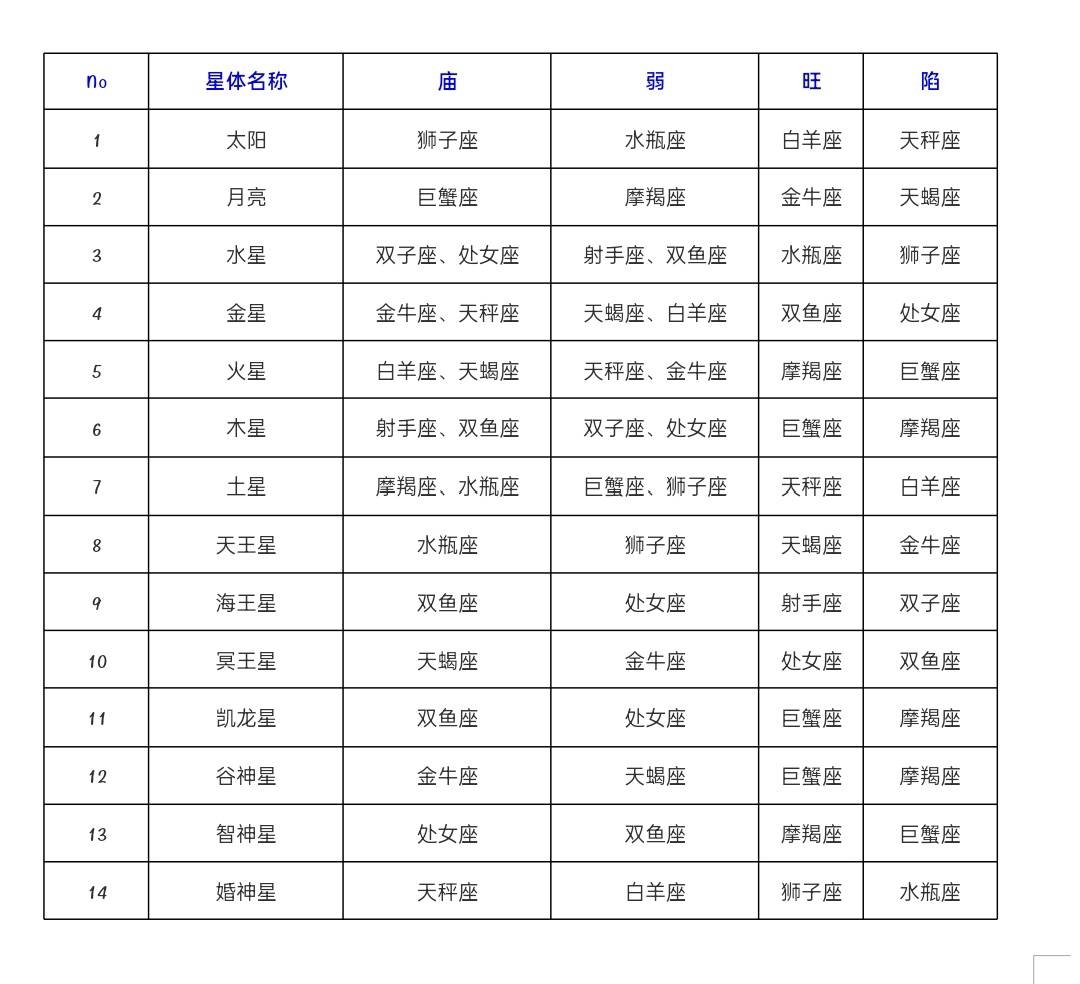 no 星体名称 庙 弱 旺 陷
1 太阳 狮子座 水瓶座 白羊座 天秤座
2 月亮 巨蟹座 摩羯座 金牛座 天蝎座
3 水星 双子座、处女座 射手座、双鱼座 水瓶座 狮子座
4 金星 金牛座、天秤座 天蝎座、白羊座 双鱼座 处女座
5 火星 白羊座、天蝎座 天秤座、金牛座 摩羯座 巨蟹座
6 木星 射手座、双鱼座 双子座、处女座 巨蟹座 摩羯座
7 土星 摩羯座、水瓶座 巨蟹座、狮子座 天秤座 白羊座
8 天王星 水瓶座 狮子座 天蝎座 金牛座
9 海王星 双鱼座 处女座 射手座 双子座
10 冥王星 天蝎座 金牛座 处女座 双鱼座
11 凯龙星 双鱼座 处女座 巨蟹座 摩羯座
12 谷神星 金牛座 天蝎座 巨蟹座 摩羯座
13 智神星 处女座 双鱼座 摩羯座 巨蟹座
14 婚神星 天秤座 白羊座 狮子座 水瓶座